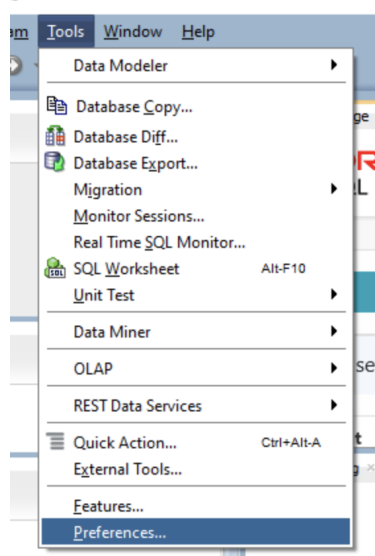 am Tools Window Help
Data Modeler
Database Copy...
Database Diff...
Database Export...
Migration
Monitor Sessions...
Real Time SQL Monitor...
SQL Worksheet Alt-F10
Unit Test
Data Miner
OLAP
REST Data Services
Quick Action... Ctrl+Alt-A
External Tools...
Features...
Preferences...